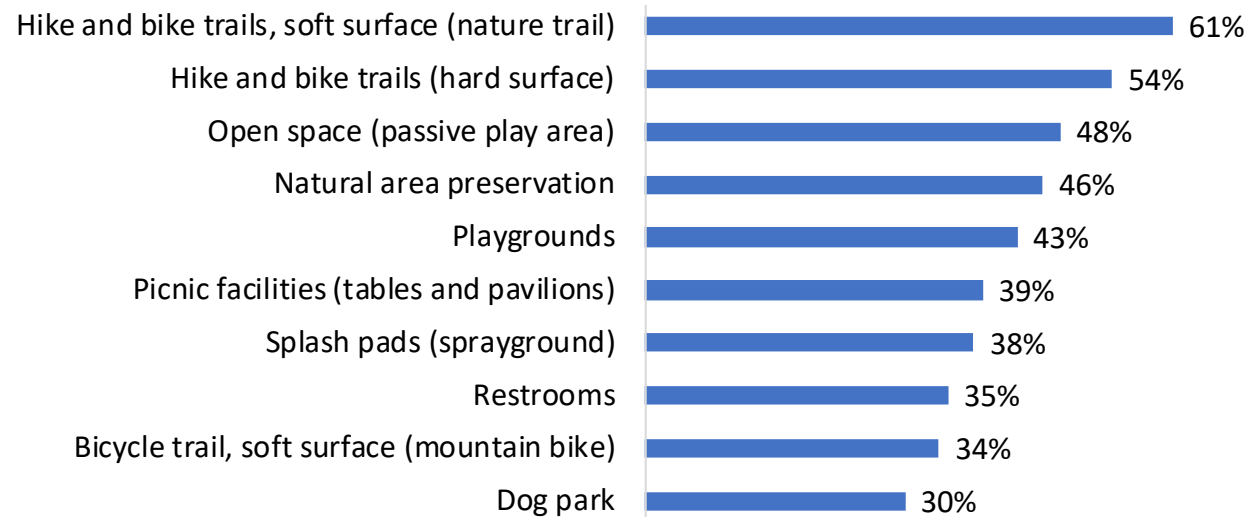 Hike and bike trails, soft surface (nature trail) 61%
Hike and bike trails (hard surface) 54%
Open space (passive play area) 48%
Natural area preservation 46%
Playgrounds 43%
Picnic facilities (tables and pavilions) 39%
Splash pads (sprayground) 38%
Restrooms 35%
Bicycle trail, soft surface (mountain bike) 34%
Dog park 30%